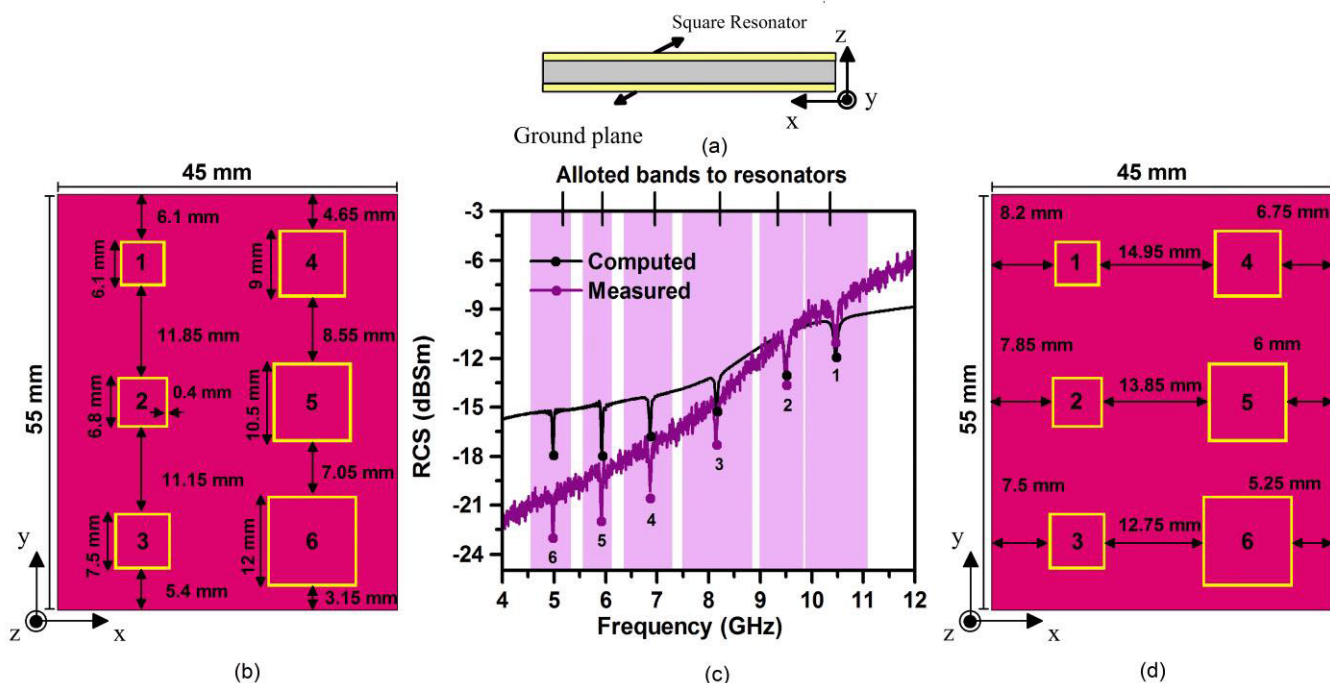 Square Resonator
z
y
x
Ground plane
(a)
45 mm
6.1 mm
4.65 mm
1
6.1 mm
4
9 mm
11.85 mm
8.55 mm
55 mm
2
6.8 mm
0.4 mm
5
10.5 mm
11.15 mm
7.05 mm
3
7.5 mm
6
12 mm
5.4 mm
3.15 mm
y
z
x
(b)
Alloted bands to resonators
-3
-6
-9
-12
-15
-18
-21
-24
RCS (dBSm)
Computed
Measured
1
2
3
4
5
6
4
5
6
7
8
9
10
11
12
Frequency (GHz)
(c)
45 mm
8.2 mm
6.75 mm
1
14.95 mm
4
7.85 mm
6 mm
55 mm
2
13.85 mm
5
7.5 mm
5.25 mm
3
12.75 mm
6
y
z
x
(d)